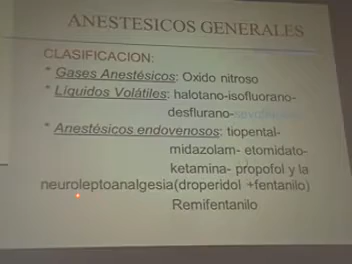 ANESTESICOS GENERALES
CLASIFICACION:
* Gases Anestésicos: Oxido nitroso
* Liquidos Volátiles: halotano-isofluorano-
desflurano-sevoflurano
* Anestésicos endovenosos: tiopental-
midazolam- etomidato-
ketamina- propofol y la
neuroleptoanalgesia(droperidol +fentanilo)
Remifentanilo